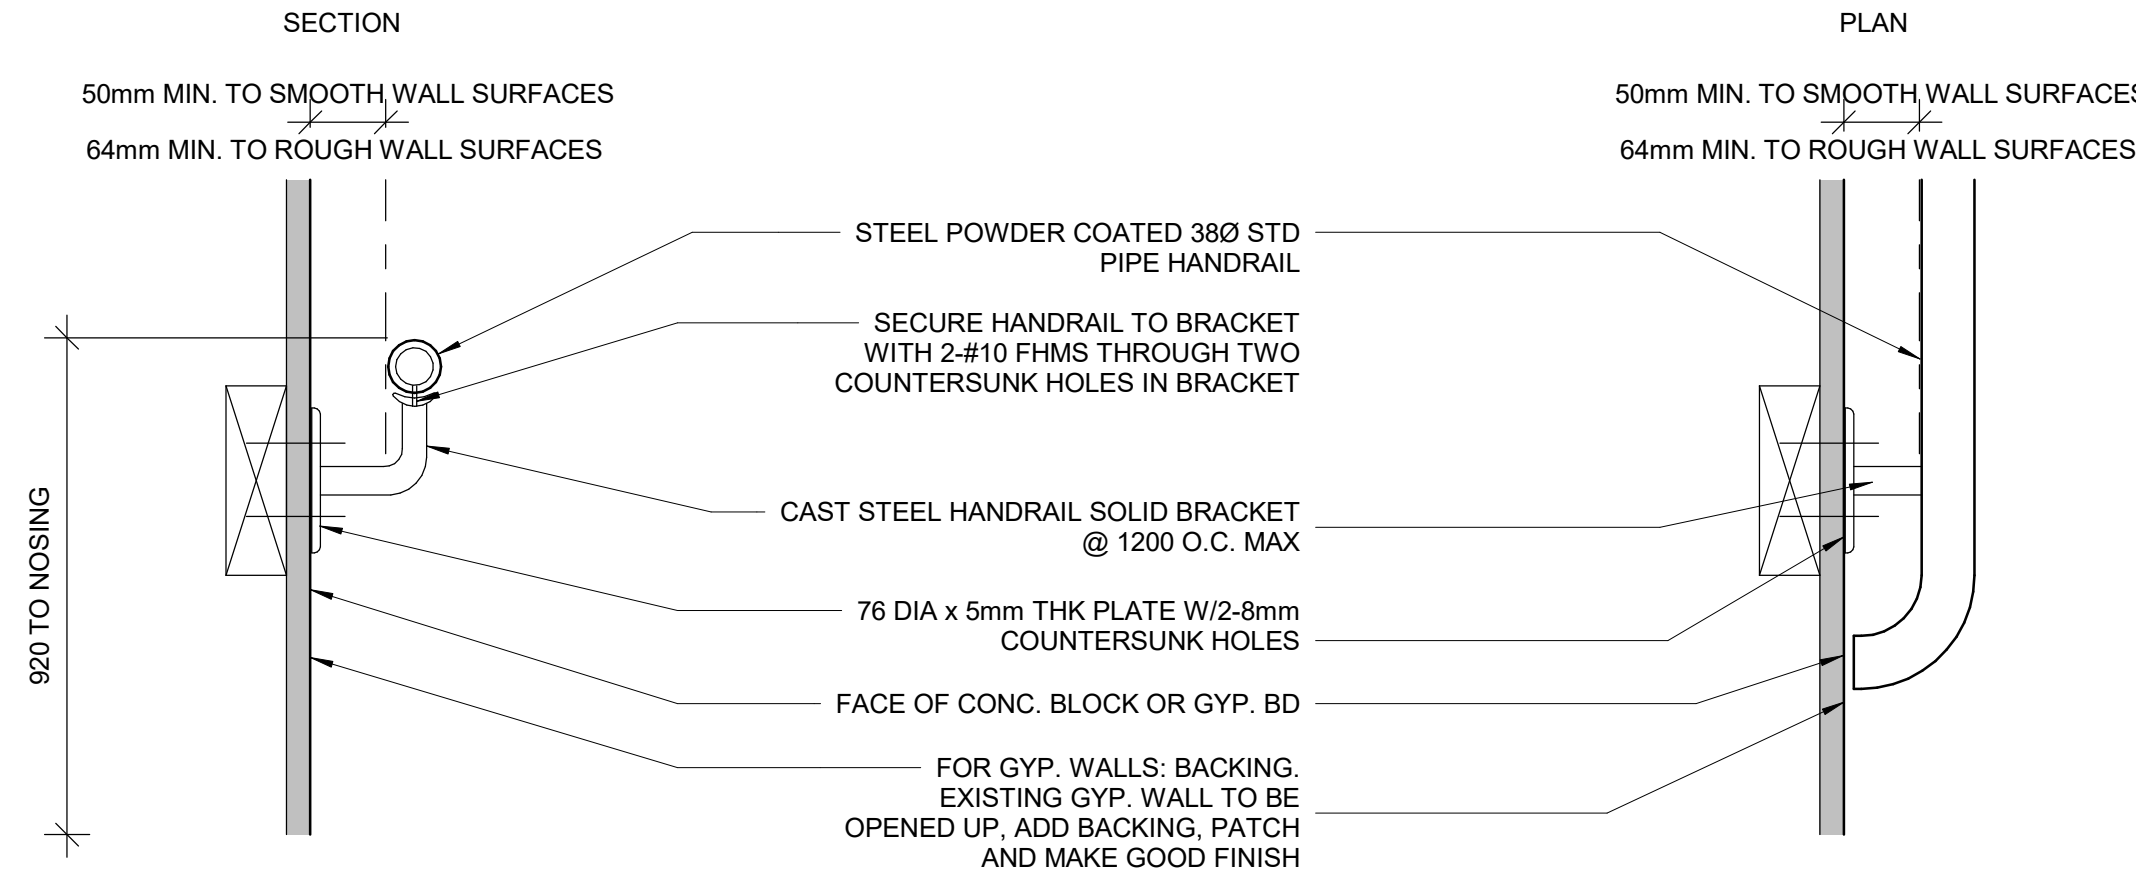 SECTION
PLAN
50mm MIN. TO SMOOTH WALL SURFACES
64mm MIN. TO ROUGH WALL SURFACES
50mm MIN. TO SMOOTH WALL SURFACES
64mm MIN. TO ROUGH WALL SURFACES
STEEL POWDER COATED 38Ø STD
PIPE HANDRAIL
SECURE HANDRAIL TO BRACKET
WITH 2-#10 FHMS THROUGH TWO
COUNTERSUNK HOLES IN BRACKET
CAST STEEL HANDRAIL SOLID BRACKET
@ 1200 O.C. MAX
76 DIA x 5mm THK PLATE W/2-8mm
COUNTERSUNK HOLES
FACE OF CONC. BLOCK OR GYP. BD
FOR GYP. WALLS: BACKING.
EXISTING GYP. WALL TO BE
OPENED UP, ADD BACKING, PATCH
AND MAKE GOOD FINISH
920 TO NOSING